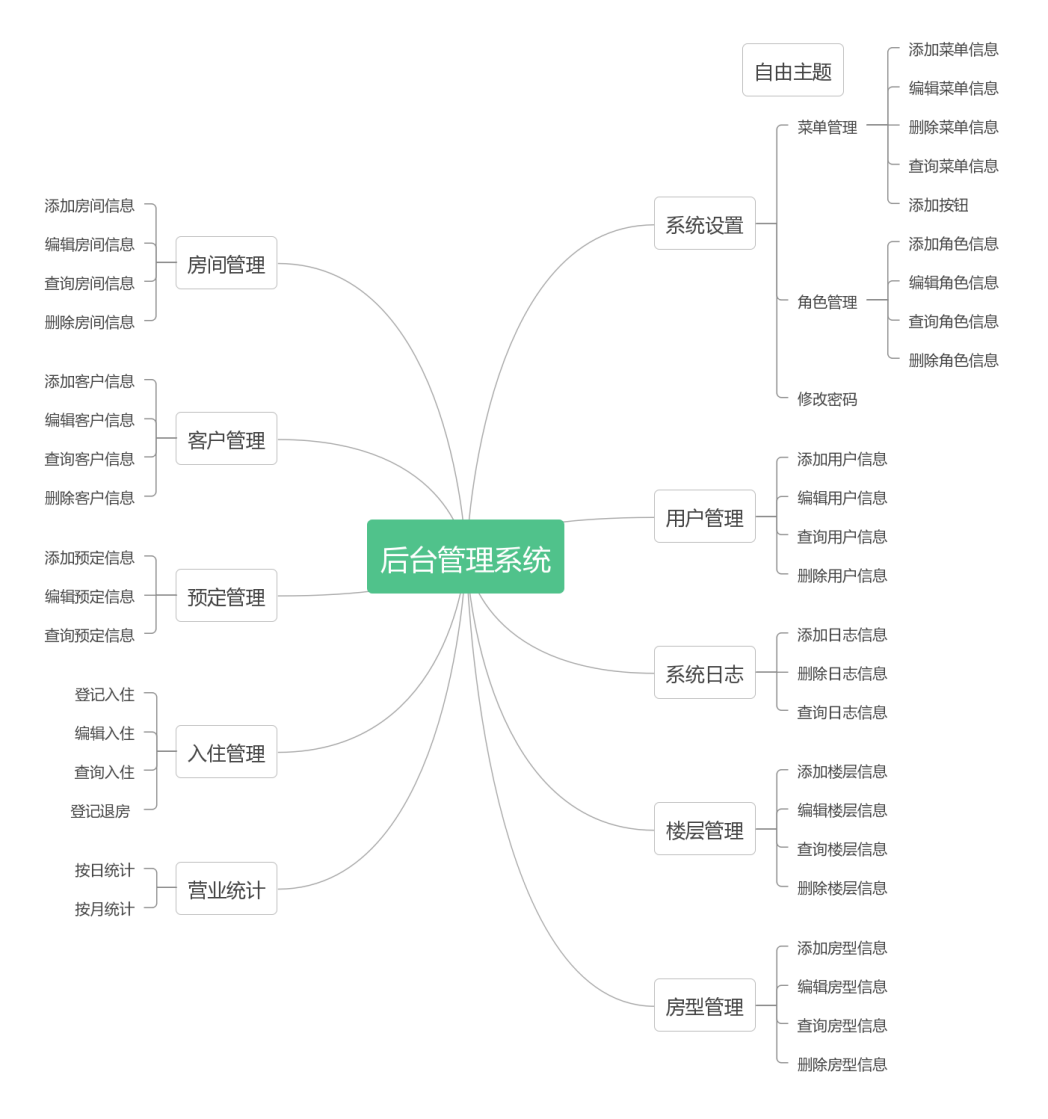 自由主题
后台管理系统
系统设置
菜单管理
添加菜单信息
编辑菜单信息
删除菜单信息
查询菜单信息
添加按钮
角色管理
添加角色信息
编辑角色信息
查询角色信息
删除角色信息
修改密码
用户管理
添加用户信息
编辑用户信息
查询用户信息
删除用户信息
系统日志
添加日志信息
删除日志信息
查询日志信息
楼层管理
添加楼层信息
编辑楼层信息
查询楼层信息
删除楼层信息
房型管理
添加房型信息
编辑房型信息
查询房型信息
删除房型信息
房间管理
添加房间信息
编辑房间信息
查询房间信息
删除房间信息
客户管理
添加客户信息
编辑客户信息
查询客户信息
删除客户信息
预定管理
添加预定信息
编辑预定信息
查询预定信息
入住管理
登记入住
编辑入住
查询入住
登记退房
营业统计
按日统计
按月统计